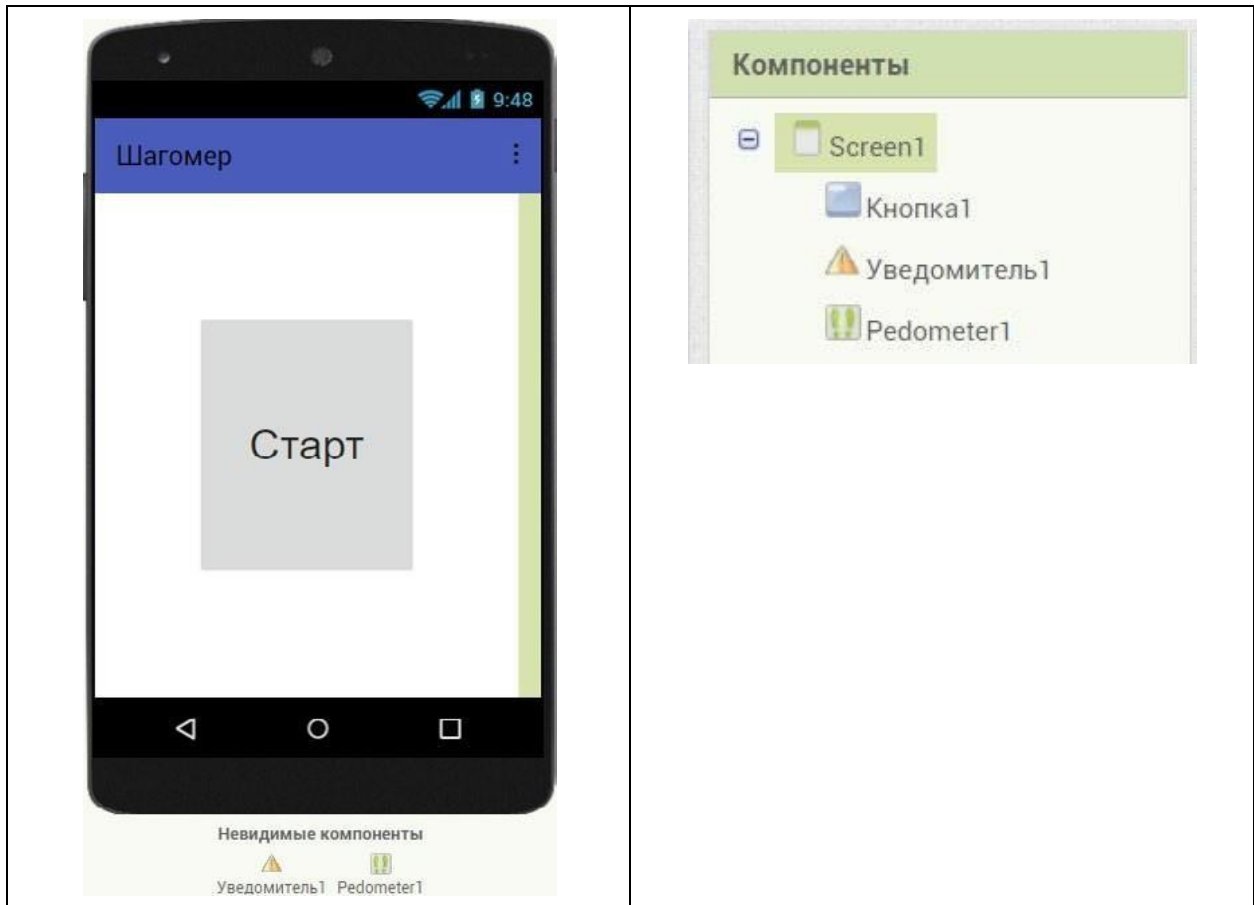 9:48
Шагомер
Старт
Невидимые компоненты
Уведомитель1 Pedometer1
Компоненты
Screen1
Кнопка1
Уведомитель1
Pedometer1